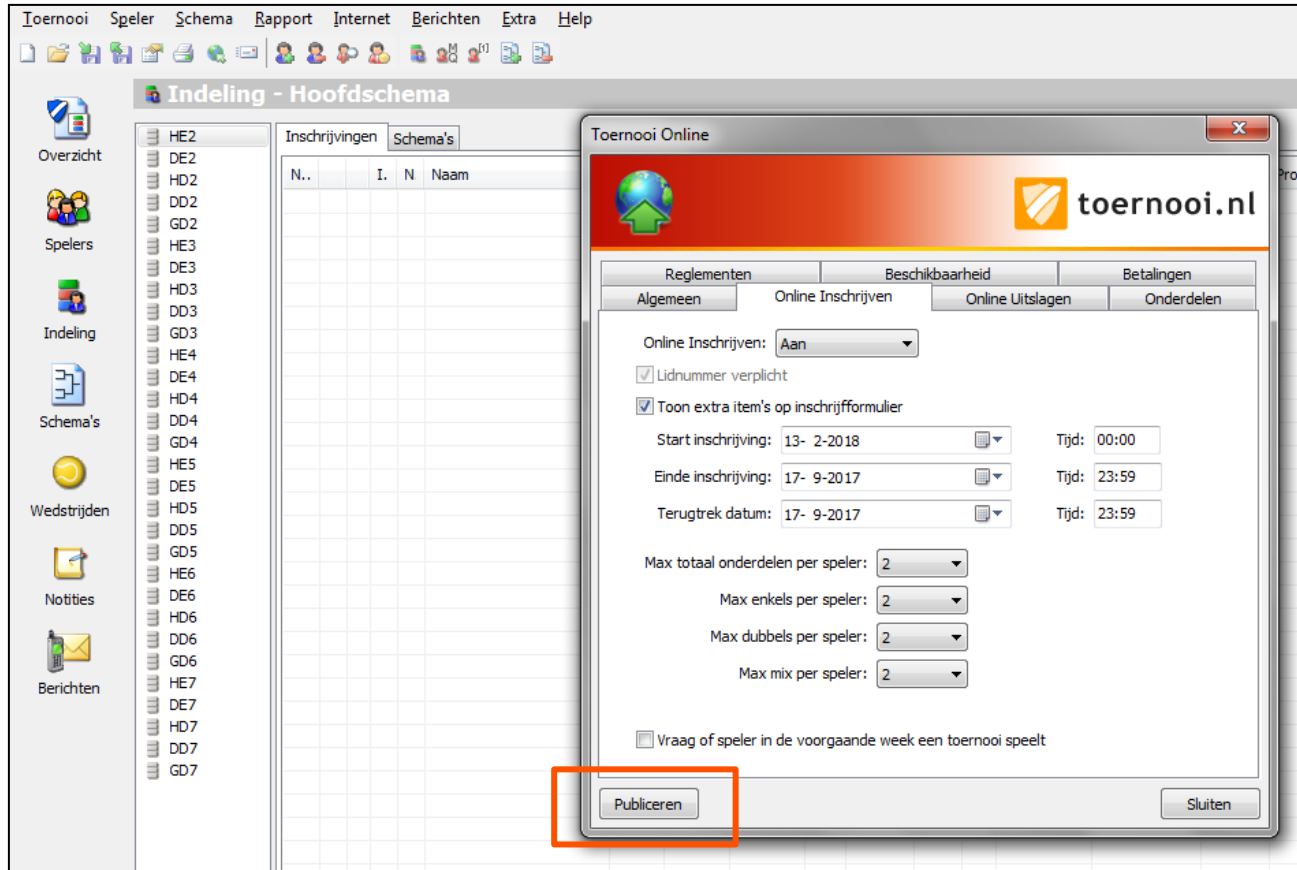 Toernooi Speler Schema Rapport Internet Berichten Extra Help
Indeling - Hoofdschema
Overzicht
Spelers
Indeling
Schema's
Wedstrijden
Notities
Berichten
HE2
DE2
HD2
DD2
GD2
HE3
DE3
HD3
DD3
GD3
HE4
DE4
HD4
DD4
GD4
HE5
DE5
HD5
DD5
GD5
HE6
DE6
HD6
DD6
GD6
HE7
DE7
HD7
DD7
GD7
Inschrijvingen Schema's
N.. I. N Naam
Pro
Toernooi Online
toernooi.nl
Reglementen Beschikbaarheid Betalingen
Algemeen Online Inschrijven Online Uitslagen Onderdelen
Online Inschrijven: Aan
Lidnummer verplicht
Toon extra item's op inschrijfformulier
Start inschrijving: 13- 2-2018 Tijd: 00:00
Einde inschrijving: 17- 9-2017 Tijd: 23:59
Terugtrek datum: 17- 9-2017 Tijd: 23:59
Max totaal onderdelen per speler: 2
Max enkels per speler: 2
Max dubbels per speler: 2
Max mix per speler: 2
Vraag of speler in de voorgaande week een toernooi speelt
Publiceren Sluiten